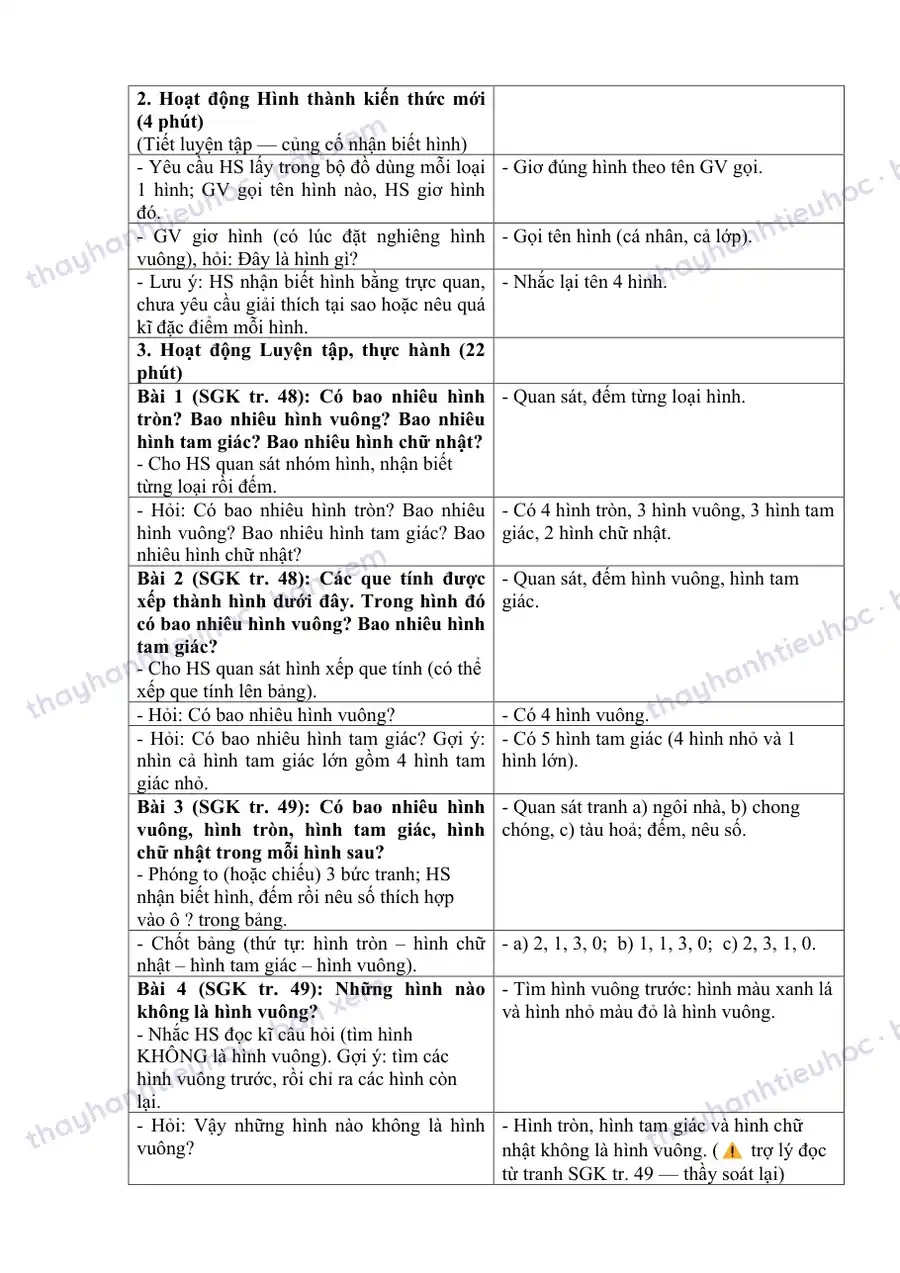 2. Hoạt động Hình thành kiến thức mới
(4 phút)
(Tiết luyện tập — củng cố nhận biết hình)
- Yêu cầu HS lấy trong bộ đồ dùng mỗi loại
1 hình; GV gọi tên hình nào, HS giơ hình
đó.
- Giơ đúng hình theo tên GV gọi.
- GV giơ hình (có lúc đặt nghiêng hình
vuông), hỏi: Đây là hình gì?
- Gọi tên hình (cá nhân, cả lớp).
- Lưu ý: HS nhận biết hình bằng trực quan,
chưa yêu cầu giải thích tại sao hoặc nêu quá
kĩ đặc điểm mỗi hình.
- Nhắc lại tên 4 hình.
3. Hoạt động Luyện tập, thực hành (22
phút)
Bài 1 (SGK tr. 48): Có bao nhiêu hình
tròn? Bao nhiêu hình vuông? Bao nhiêu
hình tam giác? Bao nhiêu hình chữ nhật?
- Cho HS quan sát nhóm hình, nhận biết
từng loại rồi đếm.
- Quan sát, đếm từng loại hình.
- Hỏi: Có bao nhiêu hình tròn? Bao nhiêu
hình vuông? Bao nhiêu hình tam giác? Bao
nhiêu hình chữ nhật?
- Có 4 hình tròn, 3 hình vuông, 3 hình tam
giác, 2 hình chữ nhật.
Bài 2 (SGK tr. 48): Các que tính được
xếp thành hình dưới đây. Trong hình đó
có bao nhiêu hình vuông? Bao nhiêu hình
tam giác?
- Cho HS quan sát hình xếp que tính (có thể
xếp que tính lên bảng).
- Quan sát, đếm hình vuông, hình tam
giác.
- Hỏi: Có bao nhiêu hình vuông?
- Có 4 hình vuông.
- Hỏi: Có bao nhiêu hình tam giác? Gợi ý:
nhìn cả hình tam giác lớn gồm 4 hình tam
giác nhỏ.
- Có 5 hình tam giác (4 hình nhỏ và 1
hình lớn).
Bài 3 (SGK tr. 49): Có bao nhiêu hình
vuông, hình tròn, hình tam giác, hình
chữ nhật trong mỗi hình sau?
- Phóng to (hoặc chiếu) 3 bức tranh; HS
nhận biết hình, đếm rồi nêu số thích hợp
vào ô ? trong bảng.
- Quan sát tranh a) ngôi nhà, b) chong
chóng, c) tàu hoả; đếm, nêu số.
- Chốt bảng (thứ tự: hình tròn – hình chữ
nhật – hình tam giác – hình vuông).
- a) 2, 1, 3, 0; b) 1, 1, 3, 0; c) 2, 3, 1, 0.
Bài 4 (SGK tr. 49): Những hình nào
không là hình vuông?
- Nhắc HS đọc kĩ câu hỏi (tìm hình
KHÔNG là hình vuông). Gợi ý: tìm các
hình vuông trước, rồi chỉ ra các hình còn
lại.
- Tìm hình vuông trước: hình màu xanh lá
và hình nhỏ màu đỏ là hình vuông.
- Hỏi: Vậy những hình nào không là hình
vuông?
- Hình tròn, hình tam giác và hình chữ
nhật không là hình vuông. (⚠️ trợ lý đọc
từ tranh SGK tr. 49 — thầy soát lại)
thayhanhtieuhoc · bản xem
thayhanhtieuhoc · b
thayhanhtieuhoc · bản xem
thayhanhtieuhoc · b
thayhanhtieuhoc · bản xem
thayhanhtieuhoc · b